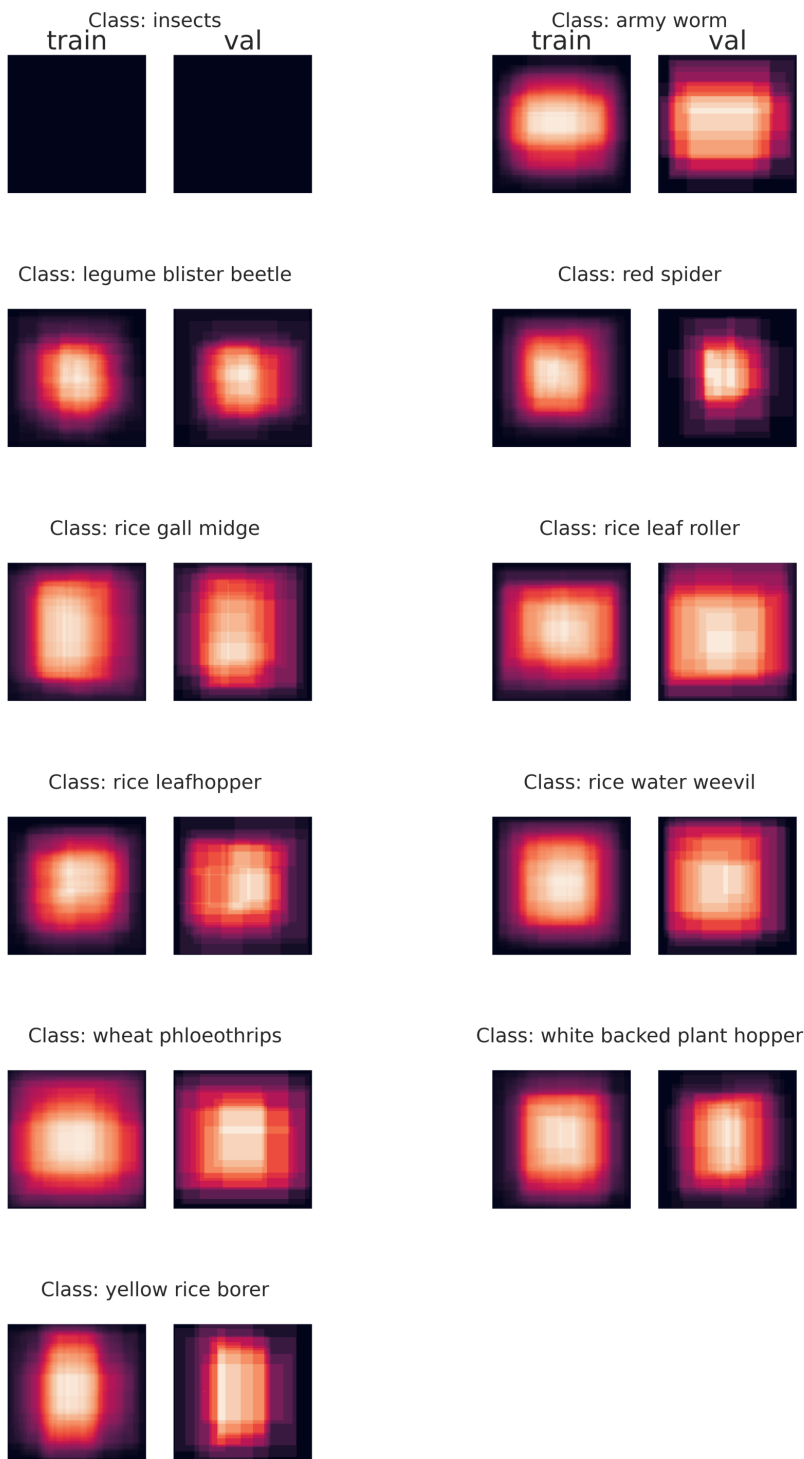 Class: insects
train val
Class: army worm
train val
Class: legume blister beetle
Class: red spider
Class: rice gall midge
Class: rice leaf roller
Class: rice leafhopper
Class: rice water weevil
Class: wheat phloeothrips
Class: white backed plant hopper
Class: yellow rice borer